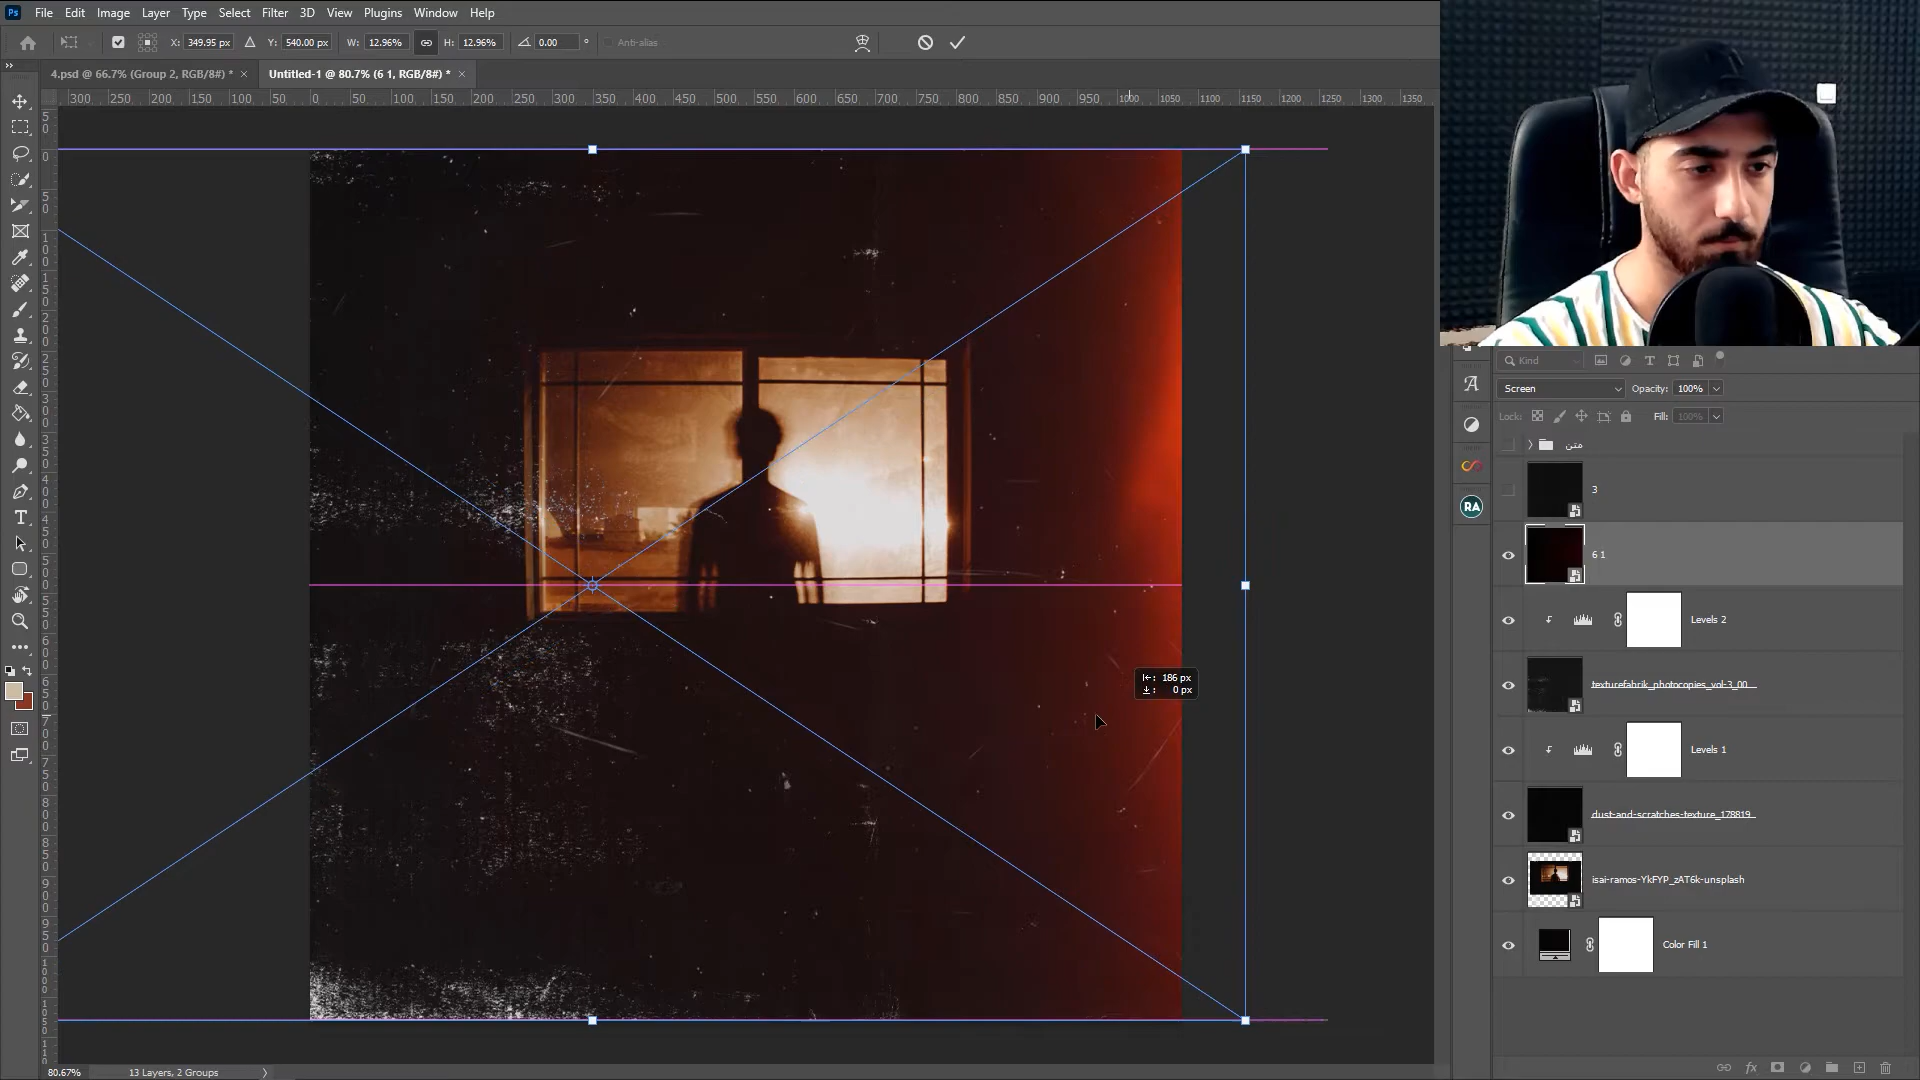 Ps File Edit Image Layer Type Select Filter 3D View Plugins Window Help
X: 349.95 px Y: 540.00 px W: 12.96% H: 12.96% 0.00 ° Anti-alias
4.psd @ 66.7% (Group 2, RGB/8#) * × Untitled-1 @ 80.7% (6 1, RGB/8#) * ×
300 250 200 150 100 50 0 50 100 150 200 250 300 350 400 450 500 550 600 650 700 750 800 850 900 950 1000 1050 1100 1150 1200 1250 1300 1350
Kind
Screen Opacity: 100%
Lock: Fill: 100%
متن
3
6 1
Levels 2
texturefabrik_photocopies_vol-3_00...
Levels 1
dust-and-scratches-texture_178819...
isai-ramos-YkFYP_zAT6k-unsplash
Color Fill 1
RA
186 px
0 px
fx
80.67% 13 Layers, 2 Groups